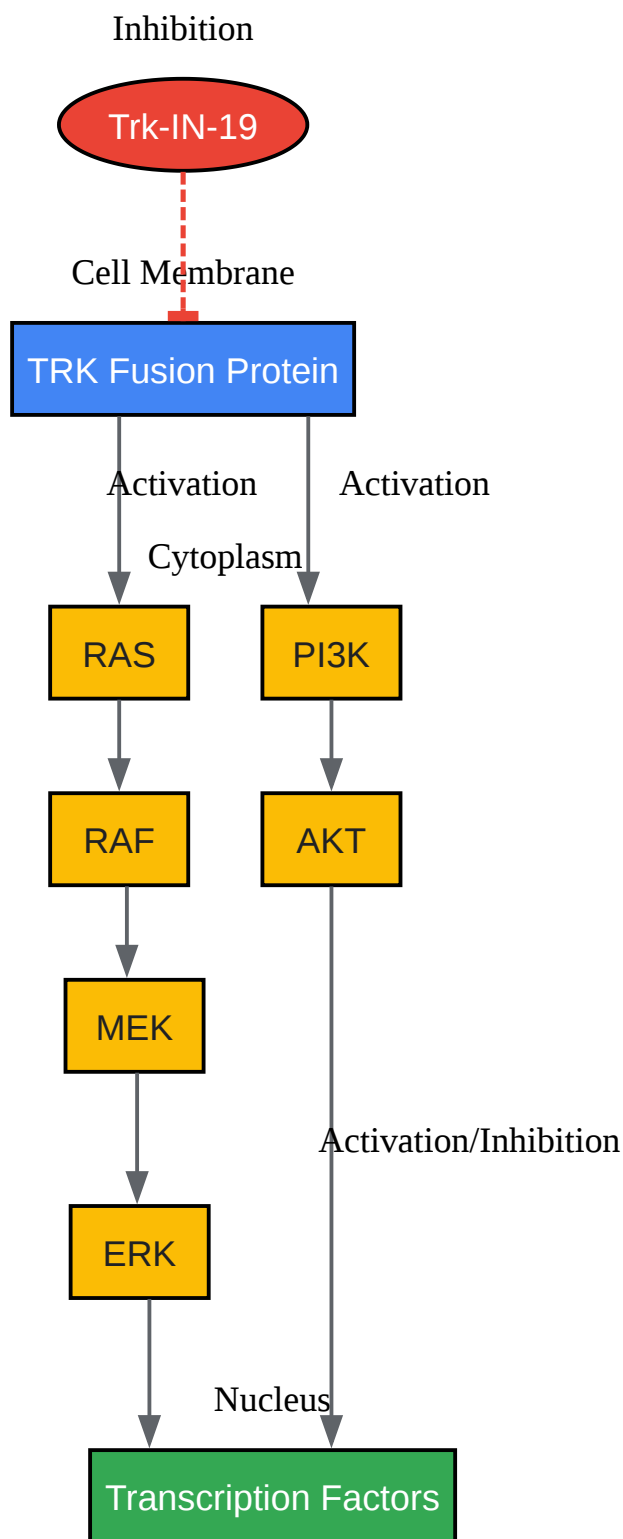 Inhibition
Trk-IN-19
Cell Membrane
TRK Fusion Protein
Activation
Activation
Cytoplasm
RAS
PI3K
RAF
AKT
MEK
Activation/Inhibition
ERK
Nucleus
Transcription Factors